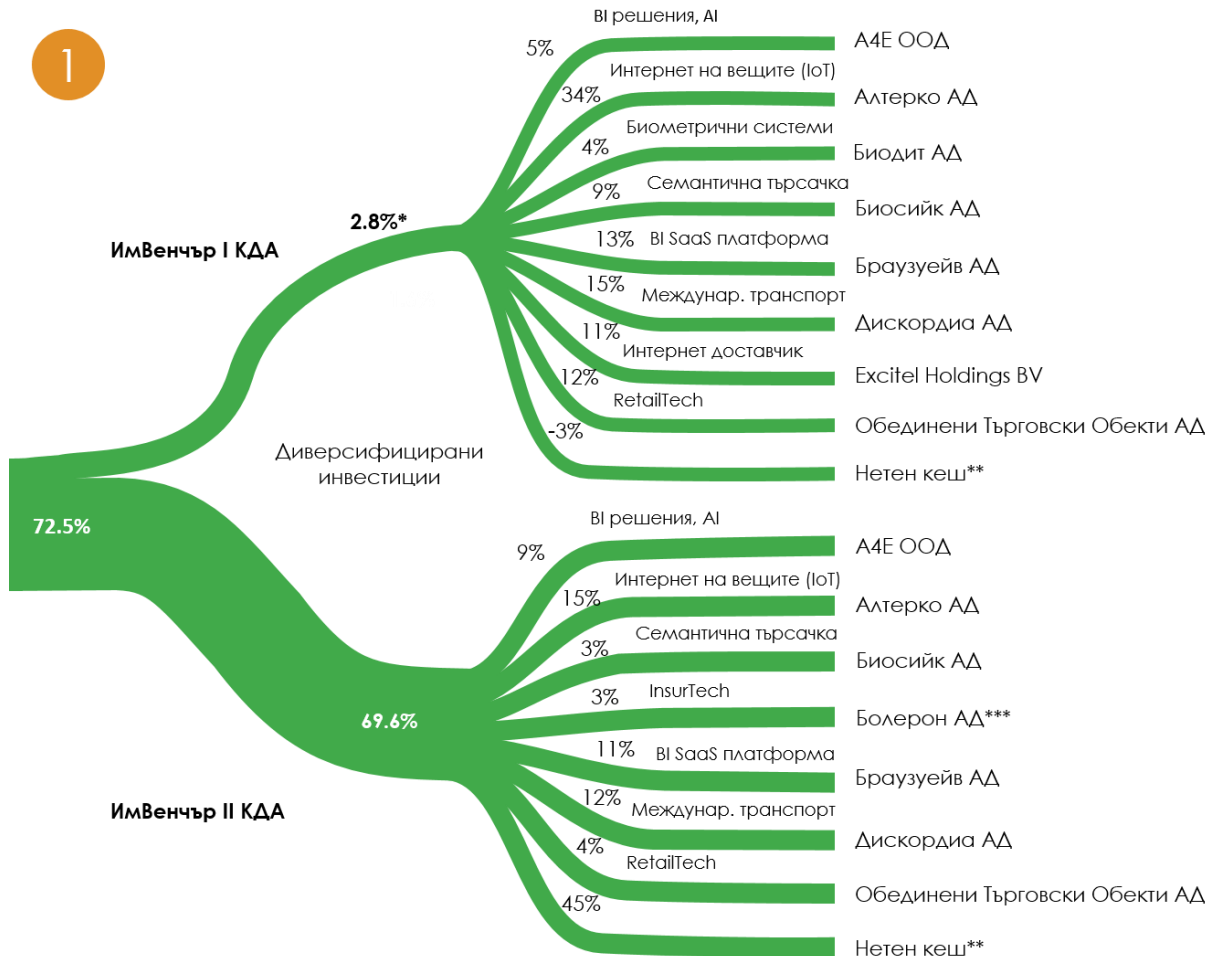 1
BI решения, AI
5%
А4Е ООД
Интернет на вещите (IoT)
34%
Алтерко АД
Биометрични системи
4%
Биодит АД
Семантична търсачка
9%
Биосийк АД
2.8%*
ИмВенчър I КДА
13%
BI SaaS платформа
Браузуейв АД
15%
Междунар. транспорт
Дискордиа АД
11%
Интернет доставчик
Excitel Holdings BV
12%
RetailTech
Обединени Търговски Обекти АД
-3%
Нетен кеш**
Диверсифицирани
инвестиции
72.5%
BI решения, AI
9%
А4Е ООД
Интернет на вещите (IoT)
15%
Алтерко АД
Семантична търсачка
3%
Биосийк АД
3%
InsurTech
Болерон АД***
69.6%
11%
BI SaaS платформа
Браузуейв АД
ИмВенчър II КДА
12%
Междунар. транспорт
Дискордиа АД
4%
RetailTech
Обединени Търговски Обекти АД
45%
Нетен кеш**